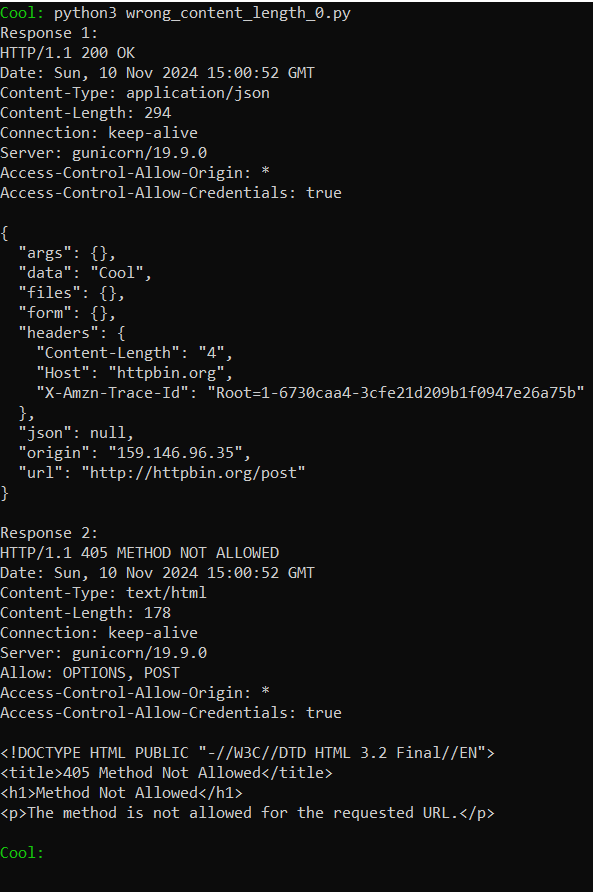 Cool: python3 wrong_content_length_0.py
Response 1:
HTTP/1.1 200 OK
Date: Sun, 10 Nov 2024 15:00:52 GMT
Content-Type: application/json
Content-Length: 294
Connection: keep-alive
Server: gunicorn/19.9.0
Access-Control-Allow-Origin: *
Access-Control-Allow-Credentials: true

{
  "args": {},
  "data": "Cool",
  "files": {},
  "form": {},
  "headers": {
    "Content-Length": "4",
    "Host": "httpbin.org",
    "X-Amzn-Trace-Id": "Root=1-6730caa4-3cfe21d209b1f0947e26a75b"
  },
  "json": null,
  "origin": "159.146.96.35",
  "url": "http://httpbin.org/post"
}

Response 2:
HTTP/1.1 405 METHOD NOT ALLOWED
Date: Sun, 10 Nov 2024 15:00:52 GMT
Content-Type: text/html
Content-Length: 178
Connection: keep-alive
Server: gunicorn/19.9.0
Allow: OPTIONS, POST
Access-Control-Allow-Origin: *
Access-Control-Allow-Credentials: true

<!DOCTYPE HTML PUBLIC "-//W3C//DTD HTML 3.2 Final//EN">
<title>405 Method Not Allowed</title>
<h1>Method Not Allowed</h1>
<p>The method is not allowed for the requested URL.</p>

Cool: